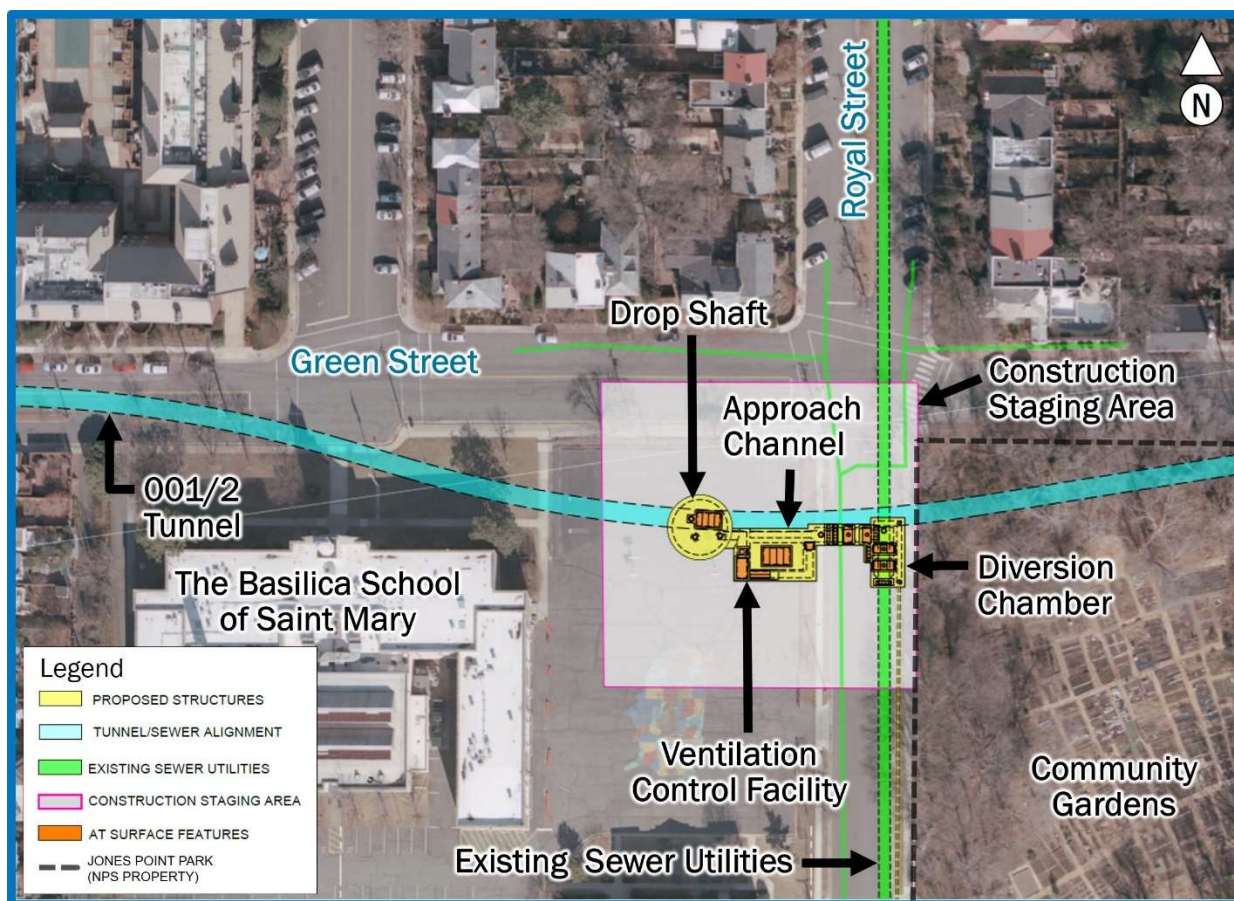 N
Royal Street
Drop Shaft
Green Street
Construction
Staging Area
Approach
Channel
001/2
Tunnel
The Basilica School
of Saint Mary
Diversion
Chamber
Legend
PROPOSED STRUCTURES
TUNNEL/SEWER ALIGNMENT
EXISTING SEWER UTILITIES
CONSTRUCTION STAGING AREA
AT SURFACE FEATURES
JONES POINT PARK
(NPS PROPERTY)
Ventilation
Control Facility
Community
Gardens
Existing Sewer Utilities